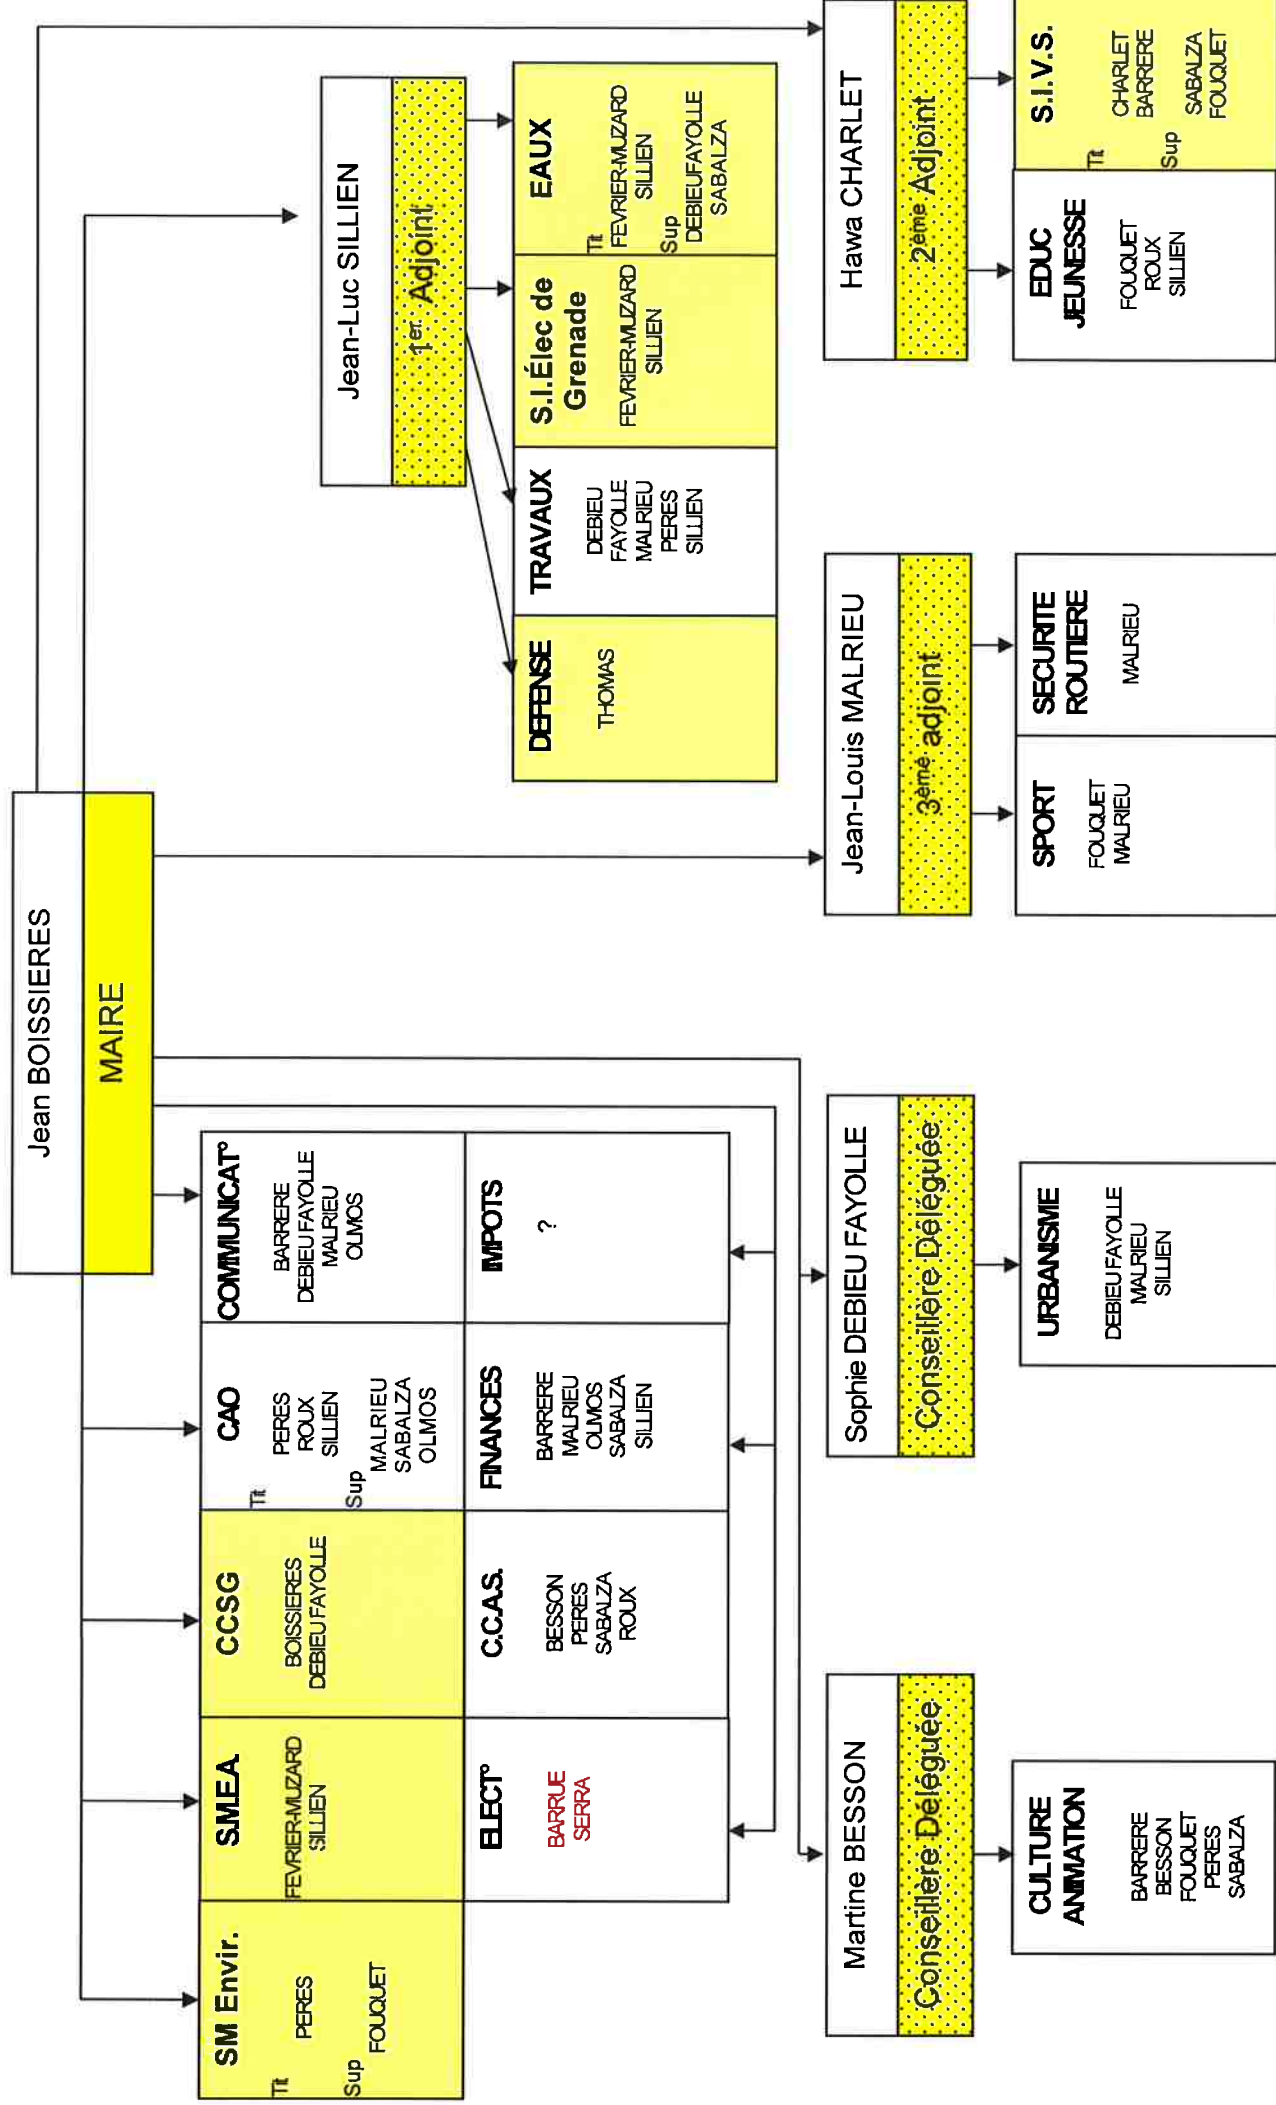 Jean BOISSIERES
MAIRE
SM Envir.
Tit
PERES
Sup
FOUQUET
S.M.E.A.
FEVRIER-MUZARD
SILLIEN
CCSG
BOISSIERES
DEBIEU FAYOLLE
CAO
Tit
PERES
ROUX
SILLIEN
Sup
MALRIEU
SABALZA
OLMOS
COMMUNICAT°
BARRERE
DEBIEU FAYOLLE
MALRIEU
OLMOS
ELECT°
BARRUE
SERRA
C.C.A.S.
BESSON
PERES
SABALZA
ROUX
FINANCES
BARRERE
MALRIEU
OLMOS
SABALZA
SILLIEN
IMPOTS
?
Jean-Luc SILLIEN
1er. Adjoint
DEFENSE
THOMAS
TRAVAUX
DEBIEU
FAYOLLE
MALRIEU
PERES
SILLIEN
S.I.Élec de
Grenade
FEVRIER-MUZARD
SILLIEN
EAUX
Tit
FEVRIER-MUZARD
SILLIEN
Sup
DEBIEU FAYOLLE
SABALZA
Martine BESSON
Conseillère Déléguée
CULTURE
ANIMATION
BARRERE
BESSON
FOUQUET
PERES
SABALZA
Sophie DEBIEU FAYOLLE
Conseillère Déléguée
URBANISME
DEBIEU FAYOLLE
MALRIEU
SILLIEN
Jean-Louis MALRIEU
3ème adjoint
SPORT
FOUQUET
MALRIEU
SECURITE
ROUTIERE
MALRIEU
Hawa CHARLET
2ème Adjoint
EDUC
JEUNESSE
FOUQUET
ROUX
SILLIEN
S.I.V.S.
Tit
CHARLET
BARRERE
Sup
SABALZA
FOUQUET